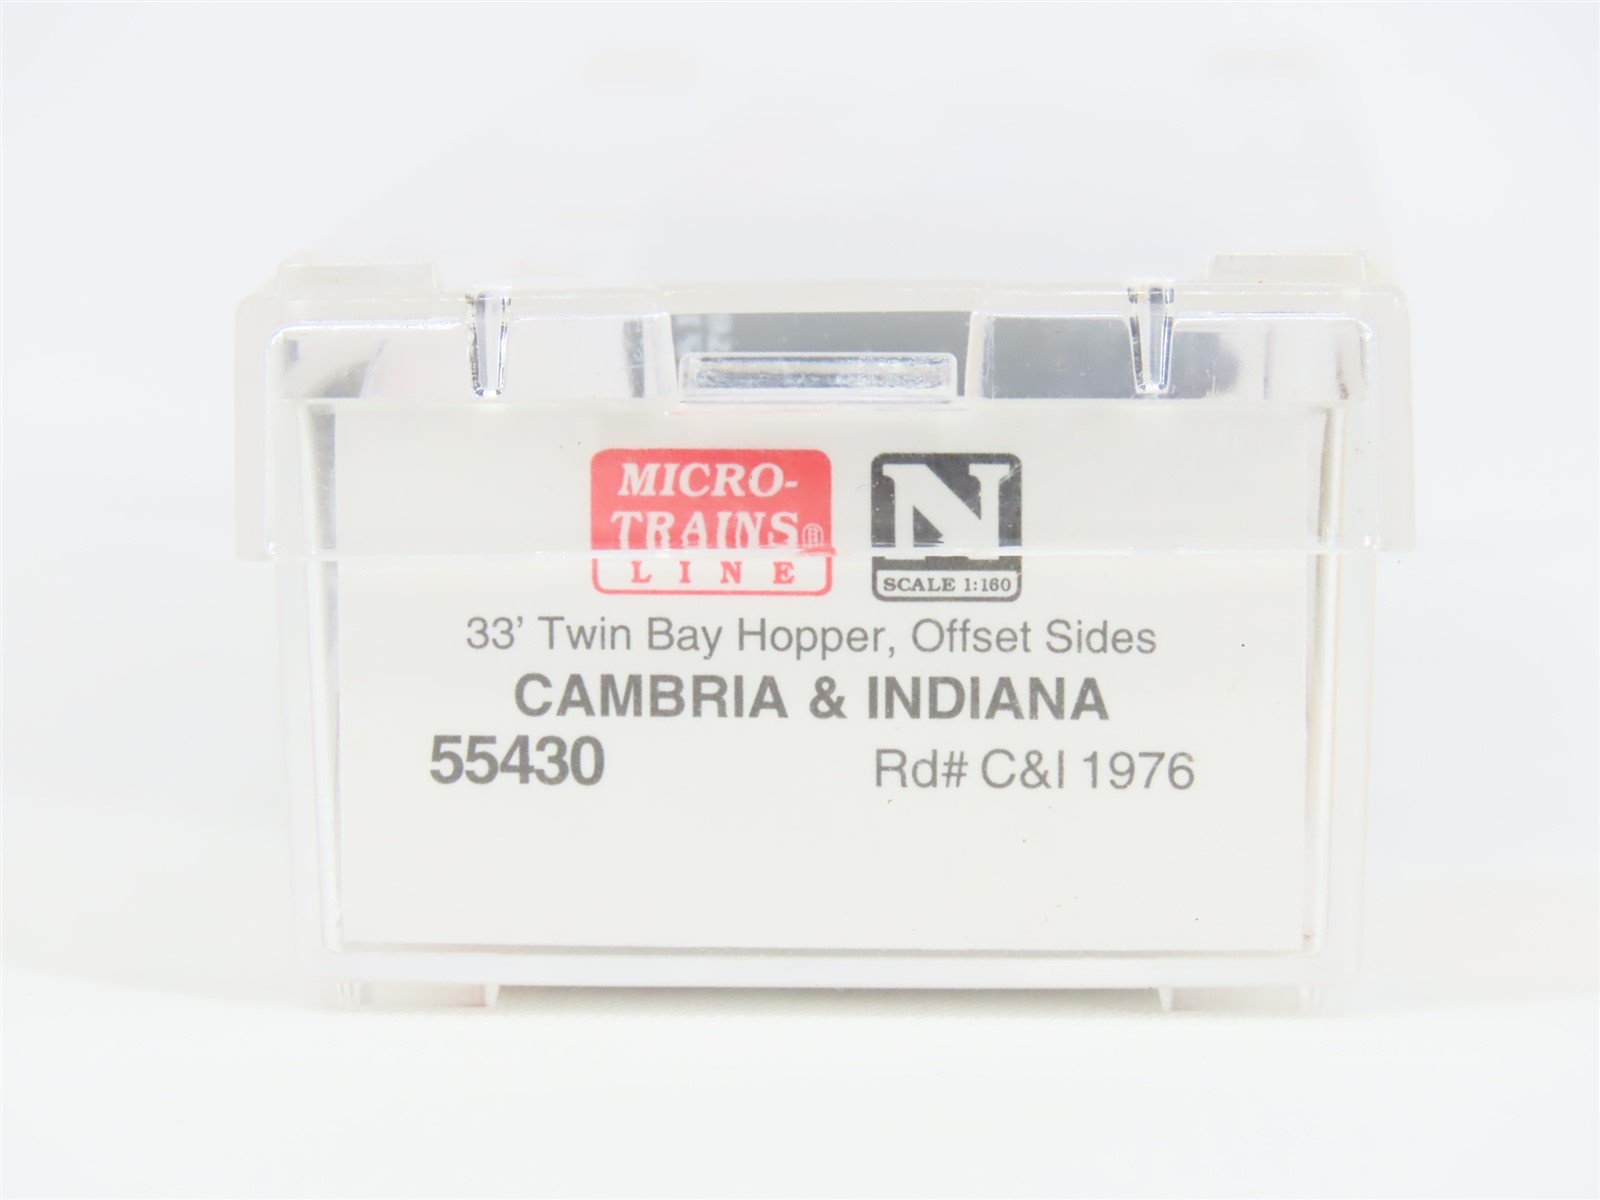 MICRO-
TRAINS®
LINE
N
SCALE 1:160
33' Twin Bay Hopper, Offset Sides
CAMBRIA & INDIANA
55430 Rd# C&I 1976